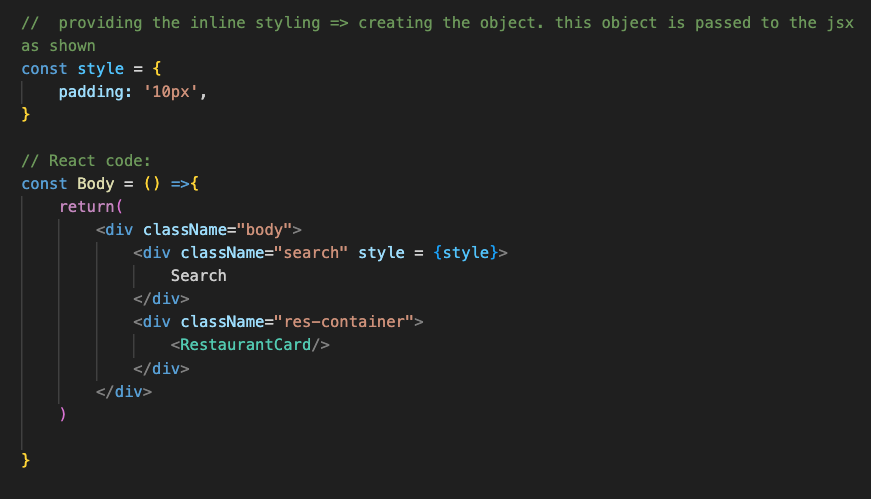 //  providing the inline styling => creating the object. this object is passed to the jsx
as shown
const style = {
    padding: '10px',
}
// React code:
const Body = () =>{
    return(
        <div className="body">
            <div className="search" style = {style}>
                Search
            </div>
            <div className="res-container">
                <RestaurantCard/>
            </div>
        </div>
    )
}